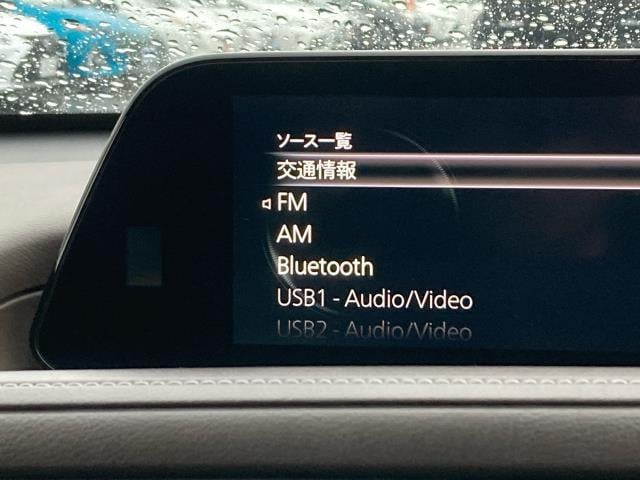 ソース一覧
交通情報
FM
AM
Bluetooth
USB1 - Audio/Video
USB2 - Audio/Video